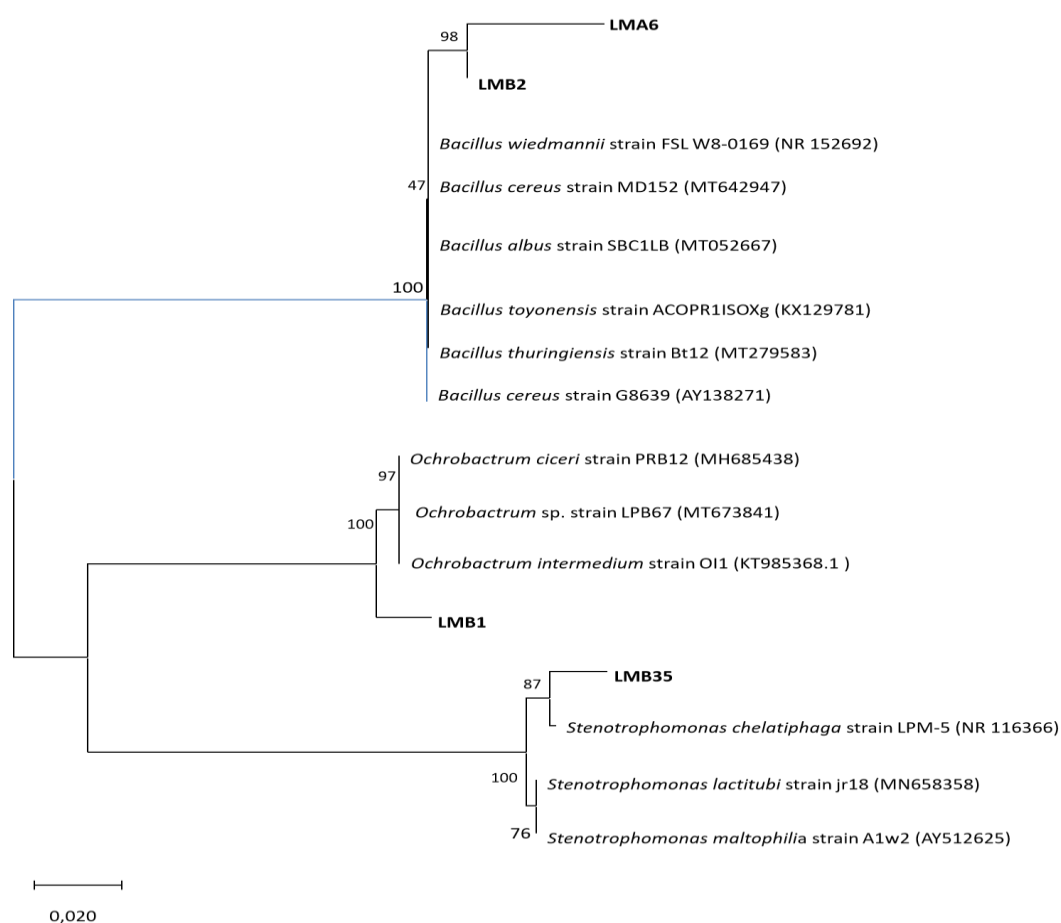 LMA6
98
LMB2
Bacillus wiedmannii strain FSL W8-0169 (NR 152692)
47
Bacillus cereus strain MD152 (MT642947)
Bacillus albus strain SBC1LB (MT052667)
100
Bacillus toyonensis strain ACOPR1ISOXg (KX129781)
Bacillus thuringiensis strain Bt12 (MT279583)
Bacillus cereus strain G8639 (AY138271)
Ochrobactrum ciceri strain PRB12 (MH685438)
97
Ochrobactrum sp. strain LPB67 (MT673841)
100
Ochrobactrum intermedium strain OI1 (KT985368.1 )
LMB1
LMB35
87
Stenotrophomonas chelatiphaga strain LPM-5 (NR 116366)
100
Stenotrophomonas lactitubi strain jr18 (MN658358)
76
Stenotrophomonas maltophilia strain A1w2 (AY512625)
0,020